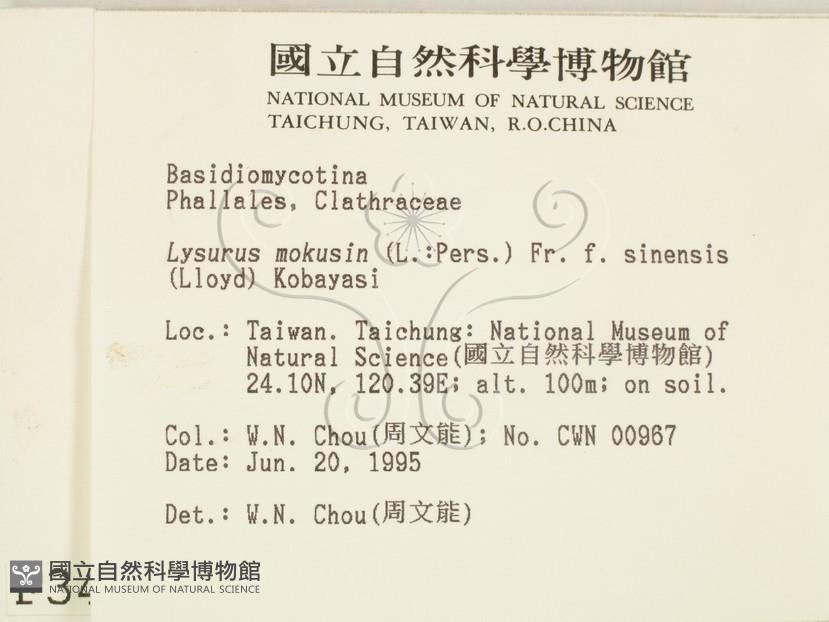 國立自然科學博物館
NATIONAL MUSEUM OF NATURAL SCIENCE
TAICHUNG, TAIWAN, R.O.CHINA
Basidiomycotina
Phallales, Clathraceae
Lysurus mokusin (L.:Pers.) Fr. f. sinensis
(Lloyd) Kobayasi
Loc.: Taiwan. Taichung: National Museum of
Natural Science(國立自然科學博物館)
24.10N, 120.39E; alt. 100m; on soil.
Col.: W.N. Chou(周文能); No. CWN 00967
Date: Jun. 20, 1995
Det.: W.N. Chou(周文能)
國立自然科學博物館
NATIONAL MUSEUM OF NATURAL SCIENCE